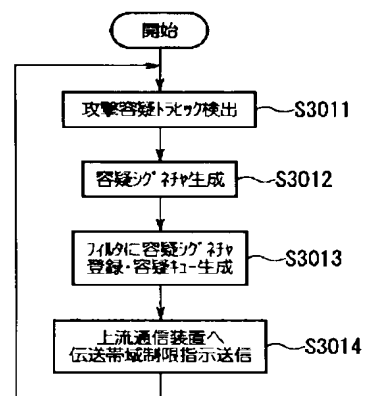 開始
攻撃容疑トラヒック検出
S3011
容疑シグネチャ生成
S3012
フィルタに容疑シグネチャ
登録・容疑キュー生成
S3013
上流通信装置へ
伝送帯域制限指示送信
S3014